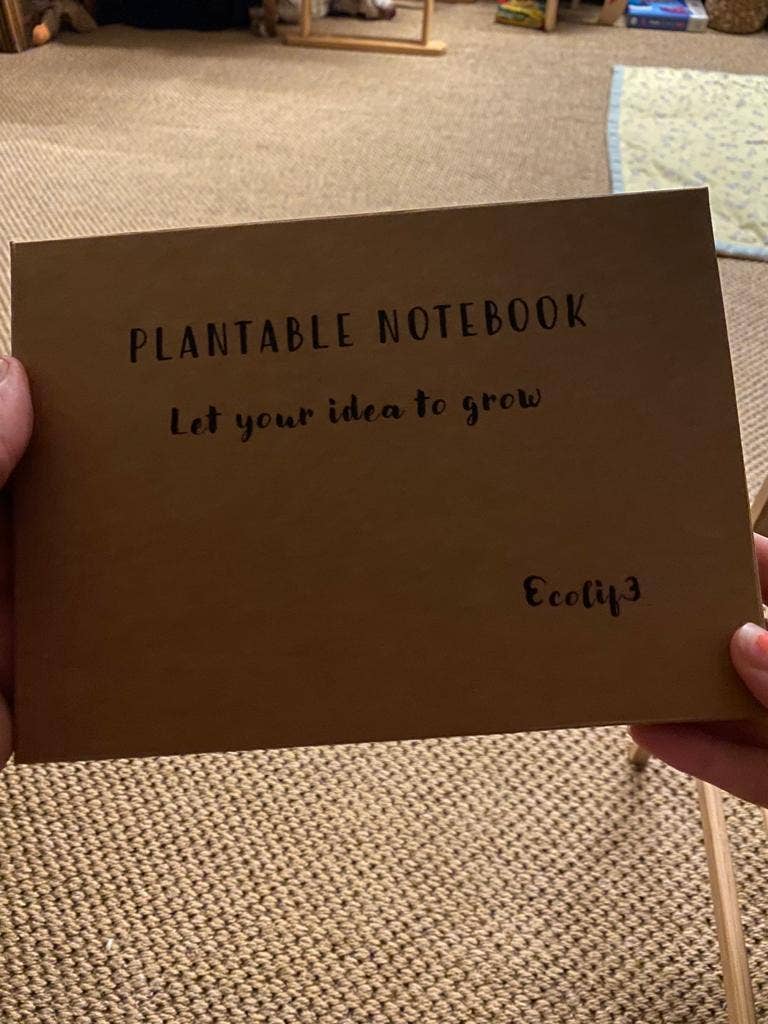 PLANTABLE NOTEBOOK
Let your idea to grow
Ecolif3